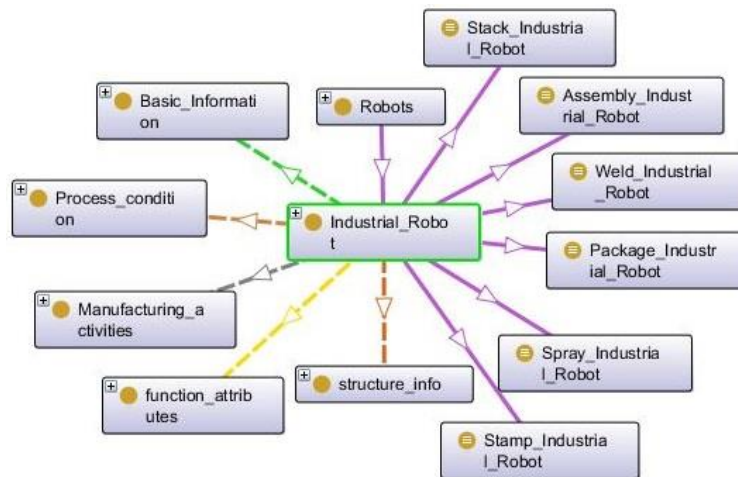 Stack_Industria
l_Robot
Basic_Informati
on
Robots
Assembly_Indust
rial_Robot
Weld_Industrial
_Robot
Process_conditi
on
Industrial_Robo
t
Package_Industr
ial_Robot
Manufacturing_a
ctivities
Spray_Industria
l_Robot
function_attrib
utes
structure_info
Stamp_Industria
l_Robot